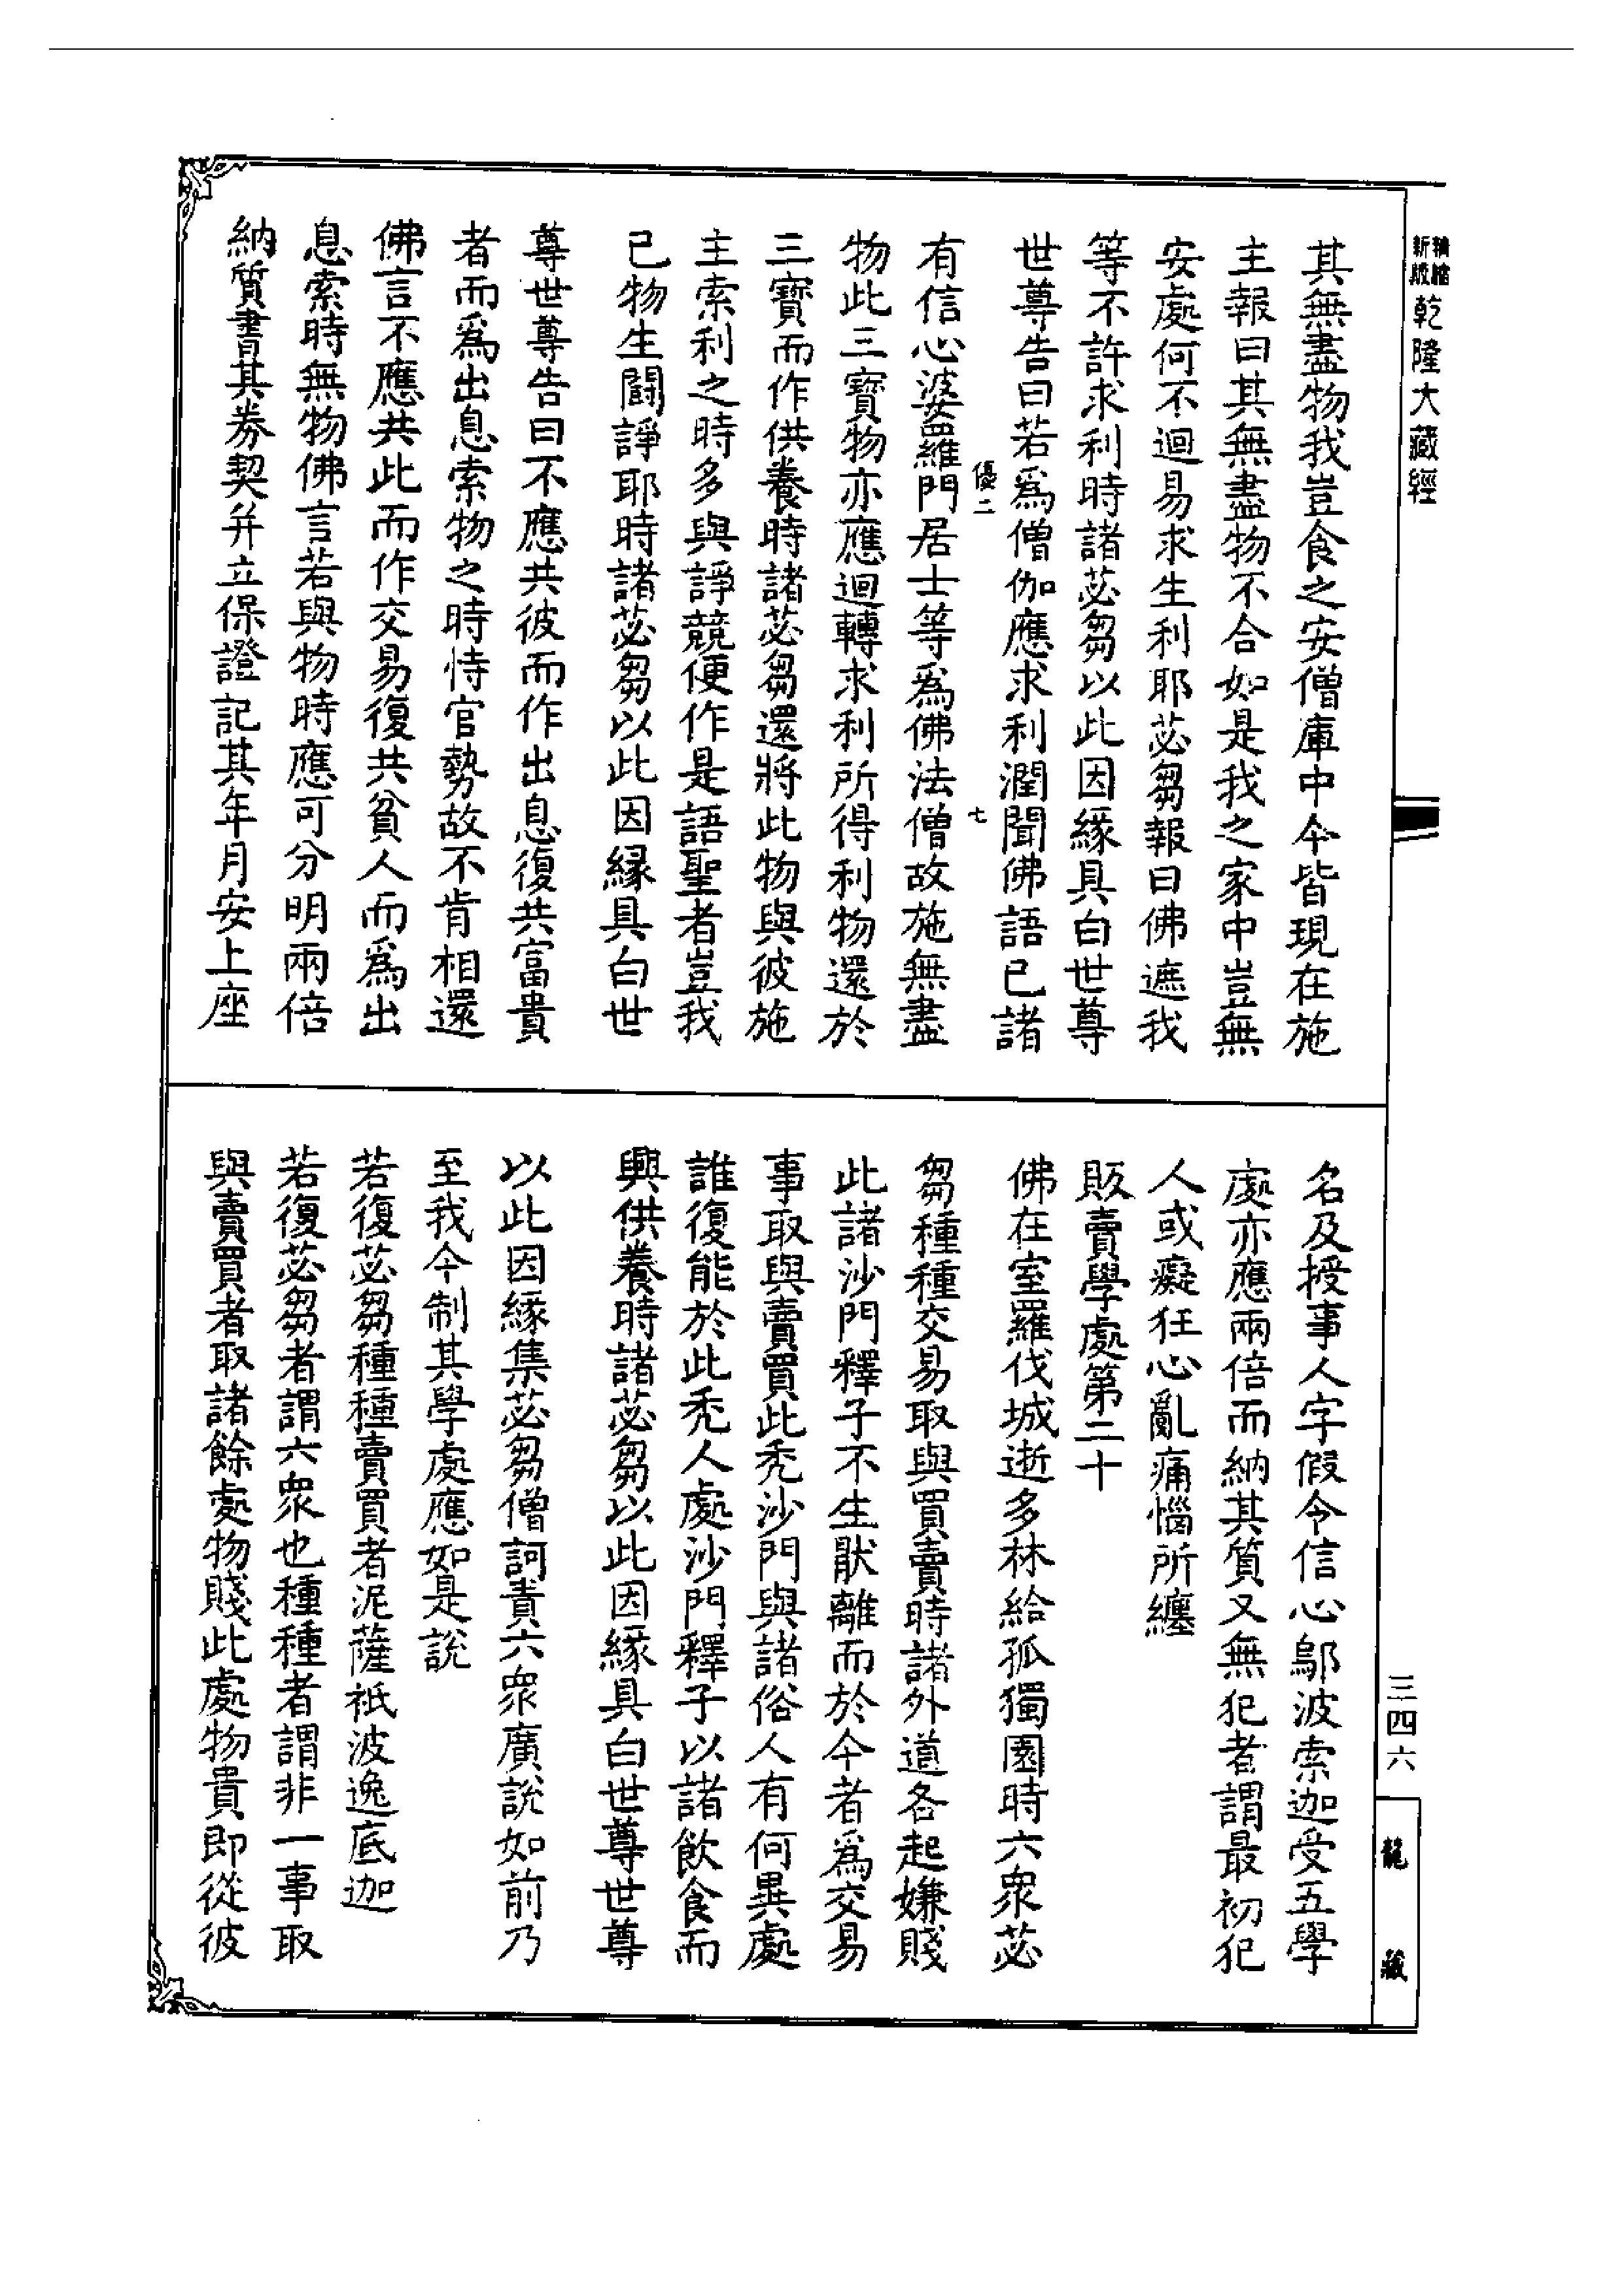 精縮新版乾隆大藏經
其無盡物我豈食之安僧庫中今皆現在施
主報曰其無盡物不合如是我之家中豈無
安處何不迴易求生利耶苾芻報曰佛遮我
等不許求利時諸苾芻以此因緣具白世尊
世尊告曰若爲僧伽應求利潤聞佛語已諸
優二
七
有信心婆羅門居士等爲佛法僧故施無盡
物此三寶物亦應迴轉求利所得利物還於
三寶而作供養時諸苾芻還將此物與彼施
主索利之時多與諍競便作是語聖者豈我
已物生鬪諍耶時諸苾芻以此因緣具白世
尊世尊告曰不應共彼而作出息復共富貴
者而爲出息索物之時恃官勢故不肯相還
佛言不應共此而作交易復共貧人而爲出
息索時無物佛言若與物時應可分明兩倍
納質書其券契并立保證記其年月安上座
名及授事人字假令信心鄔波索迦受五學
處亦應兩倍而納其質又無犯者謂最初犯
人或癡狂心亂痛惱所纏
販賣學處第二十
佛在室羅伐城逝多林給孤獨園時六衆苾
芻種種交易取與買賣時諸外道各起嫌賤
此諸沙門釋子不生厭離而於今者爲交易
事取與賣買此秃沙門與諸俗人有何異處
誰復能於此秃人處沙門釋子以諸飲食而
興供養時諸苾芻以此因緣具白世尊世尊
以此因緣集苾芻僧訶責六衆廣說如前乃
至我今制其學處應如是說
若復苾芻種種賣買者泥薩祇波逸底迦
若復苾芻者謂六衆也種種者謂非一事取
與賣買者取諸餘處物賤此處物貴即從彼
三四六
龍藏